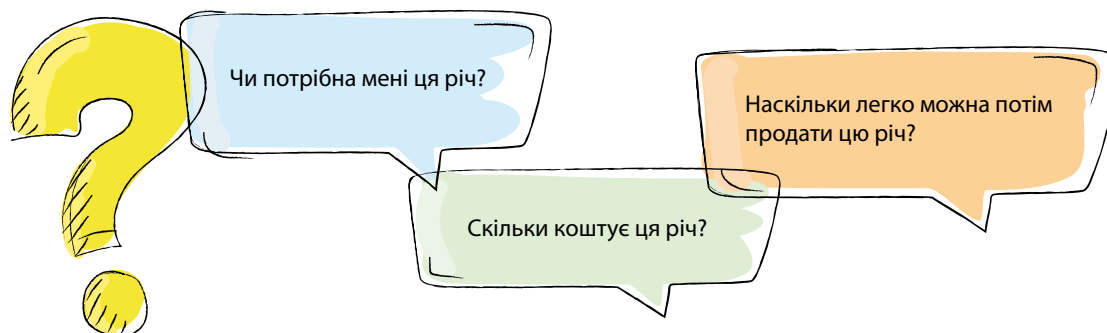 Чи потрібна мені ця річ?
Наскільки легко можна потім
продати цю річ?
Скільки коштує ця річ?